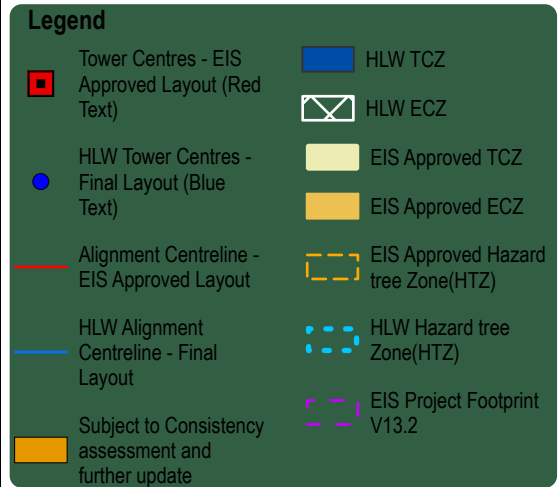 Legend
Tower Centres - EIS
Approved Layout (Red
Text)
HLW Tower Centres -
Final Layout (Blue
Text)
Alignment Centreline -
EIS Approved Layout
HLW Alignment
Centreline - Final
Layout
Subject to Consistency
assessment and
further update
HLW TCZ
HLW ECZ
EIS Approved TCZ
EIS Approved ECZ
EIS Approved Hazard
tree Zone(HTZ)
HLW Hazard tree
Zone(HTZ)
EIS Project Footprint
V13.2